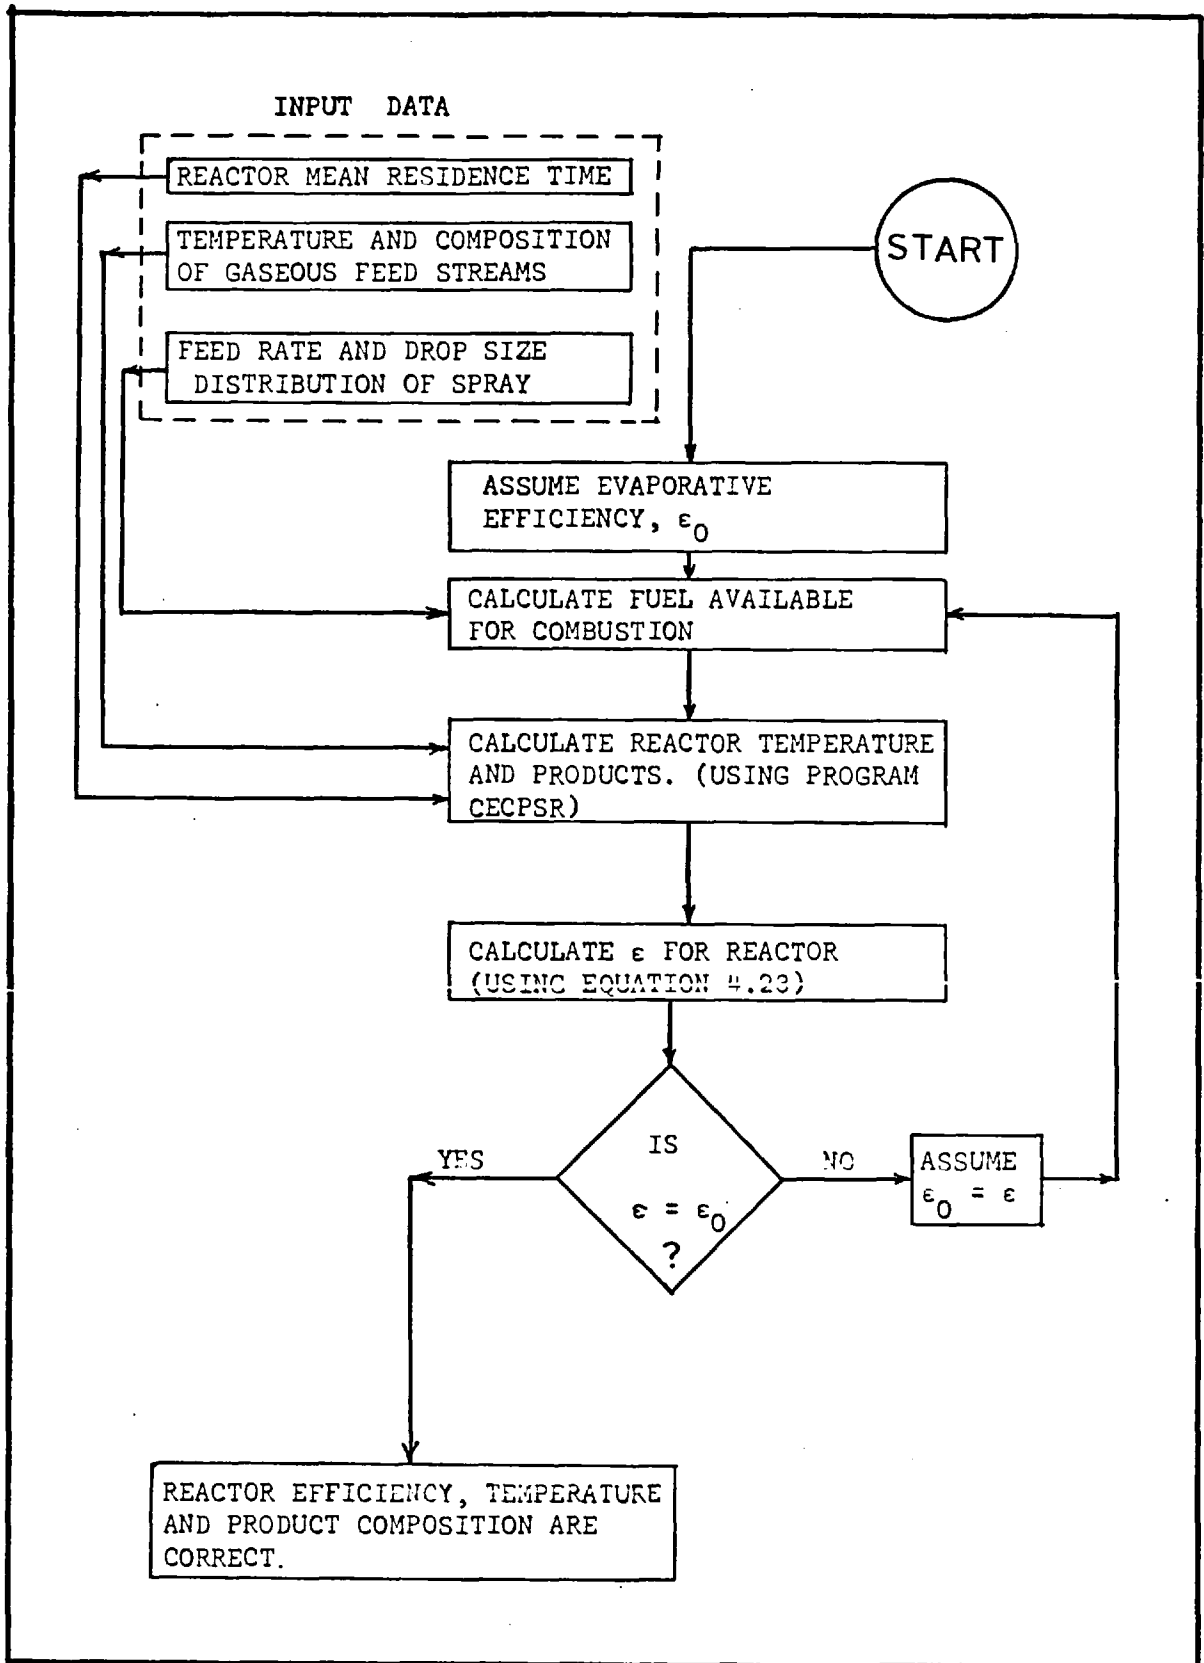 INPUT DATA
REACTOR MEAN RESIDENCE TIME
TEMPERATURE AND COMPOSITION
OF GASEOUS FEED STREAMS
FEED RATE AND DROP SIZE
DISTRIBUTION OF SPRAY
START
ASSUME EVAPORATIVE
EFFICIENCY, ε₀
CALCULATE FUEL AVAILABLE
FOR COMBUSTION
CALCULATE REACTOR TEMPERATURE
AND PRODUCTS. (USING PROGRAM
CECPSR)
CALCULATE ε FOR REACTOR
(USING EQUATION
IS
ε = ε₀
?
YES
NO
ASSUME
ε₀ = ε
REACTOR EFFICIENCY, TEMPERATURE
AND PRODUCT COMPOSITION ARE
CORRECT.